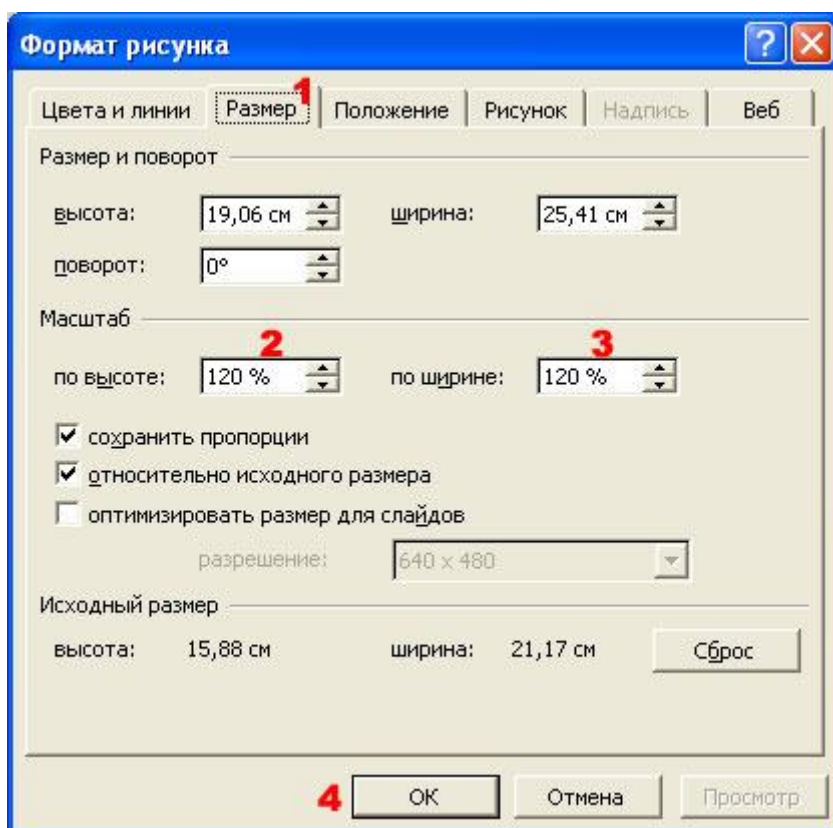 Формат рисунка
1
Цвета и линии Размер Положение Рисунок Надпись Веб
Размер и поворот
высота: 19,06 см ширина: 25,41 см
поворот: 0°
Масштаб
2 3
по высоте: 120 % по ширине: 120 %
сохранить пропорции
относительно исходного размера
оптимизировать размер для слайдов
разрешение: 640 x 480
Исходный размер
высота: 15,88 см ширина: 21,17 см Сброс
4 ОК Отмена Просмотр